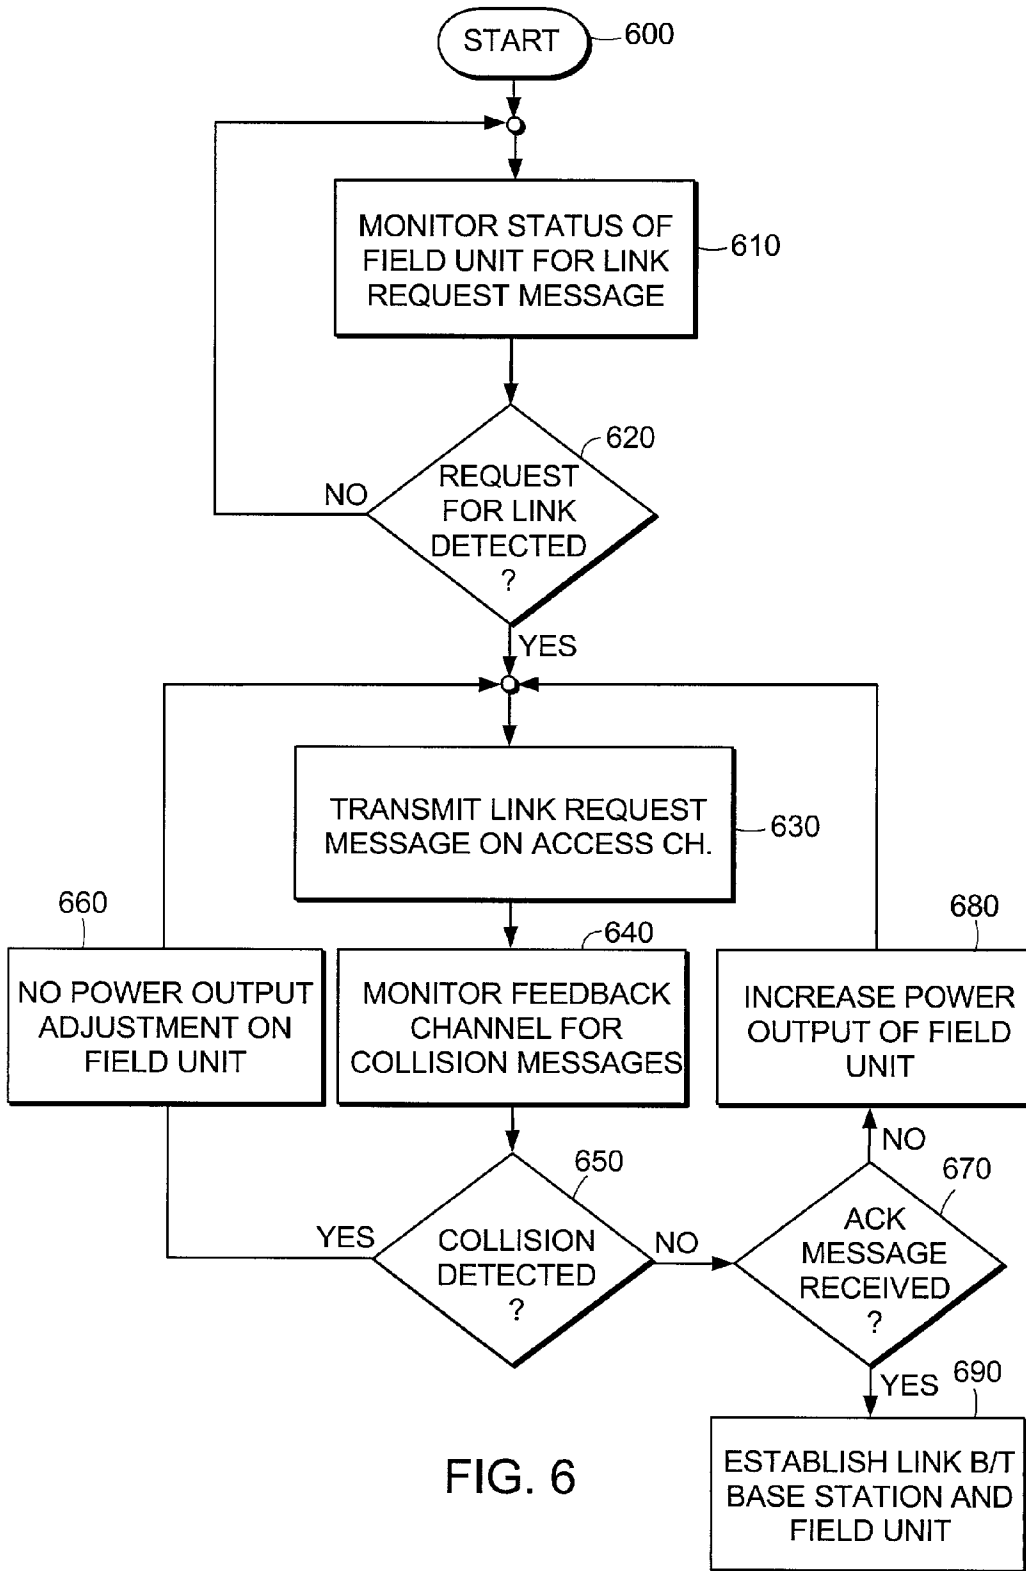 START
600
MONITOR STATUS OF
FIELD UNIT FOR LINK
REQUEST MESSAGE
610
620
REQUEST
FOR LINK
DETECTED
?
NO
YES
TRANSMIT LINK REQUEST
MESSAGE ON ACCESS CH.
630
660
NO POWER OUTPUT
ADJUSTMENT ON
FIELD UNIT
640
MONITOR FEEDBACK
CHANNEL FOR
COLLISION MESSAGES
680
INCREASE POWER
OUTPUT OF FIELD
UNIT
650
COLLISION
DETECTED
?
YES
NO
NO
670
ACK
MESSAGE
RECEIVED
?
YES
690
ESTABLISH LINK B/T
BASE STATION AND
FIELD UNIT
FIG. 6